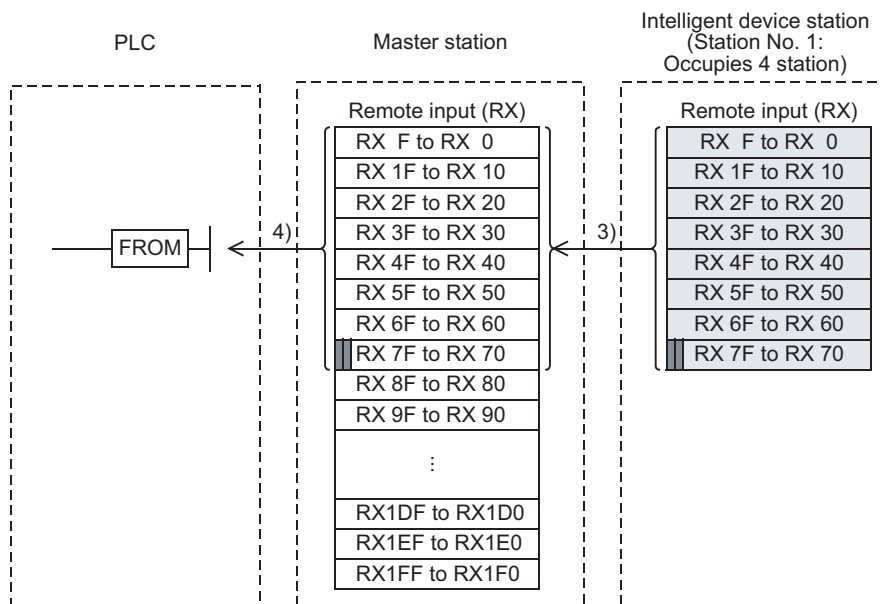 PLC
Master station
Intelligent device station
(Station No. 1:
Occupies 4 station)
Remote input (RX)
RX F to RX 0
RX 1F to RX 10
RX 2F to RX 20
RX 3F to RX 30
RX 4F to RX 40
RX 5F to RX 50
RX 6F to RX 60
RX 7F to RX 70
RX 8F to RX 80
RX 9F to RX 90
⋮
RX1DF to RX1D0
RX1EF to RX1E0
RX1FF to RX1F0
Remote input (RX)
RX F to RX 0
RX 1F to RX 10
RX 2F to RX 20
RX 3F to RX 30
RX 4F to RX 40
RX 5F to RX 50
RX 6F to RX 60
RX 7F to RX 70
FROM
4)
3)